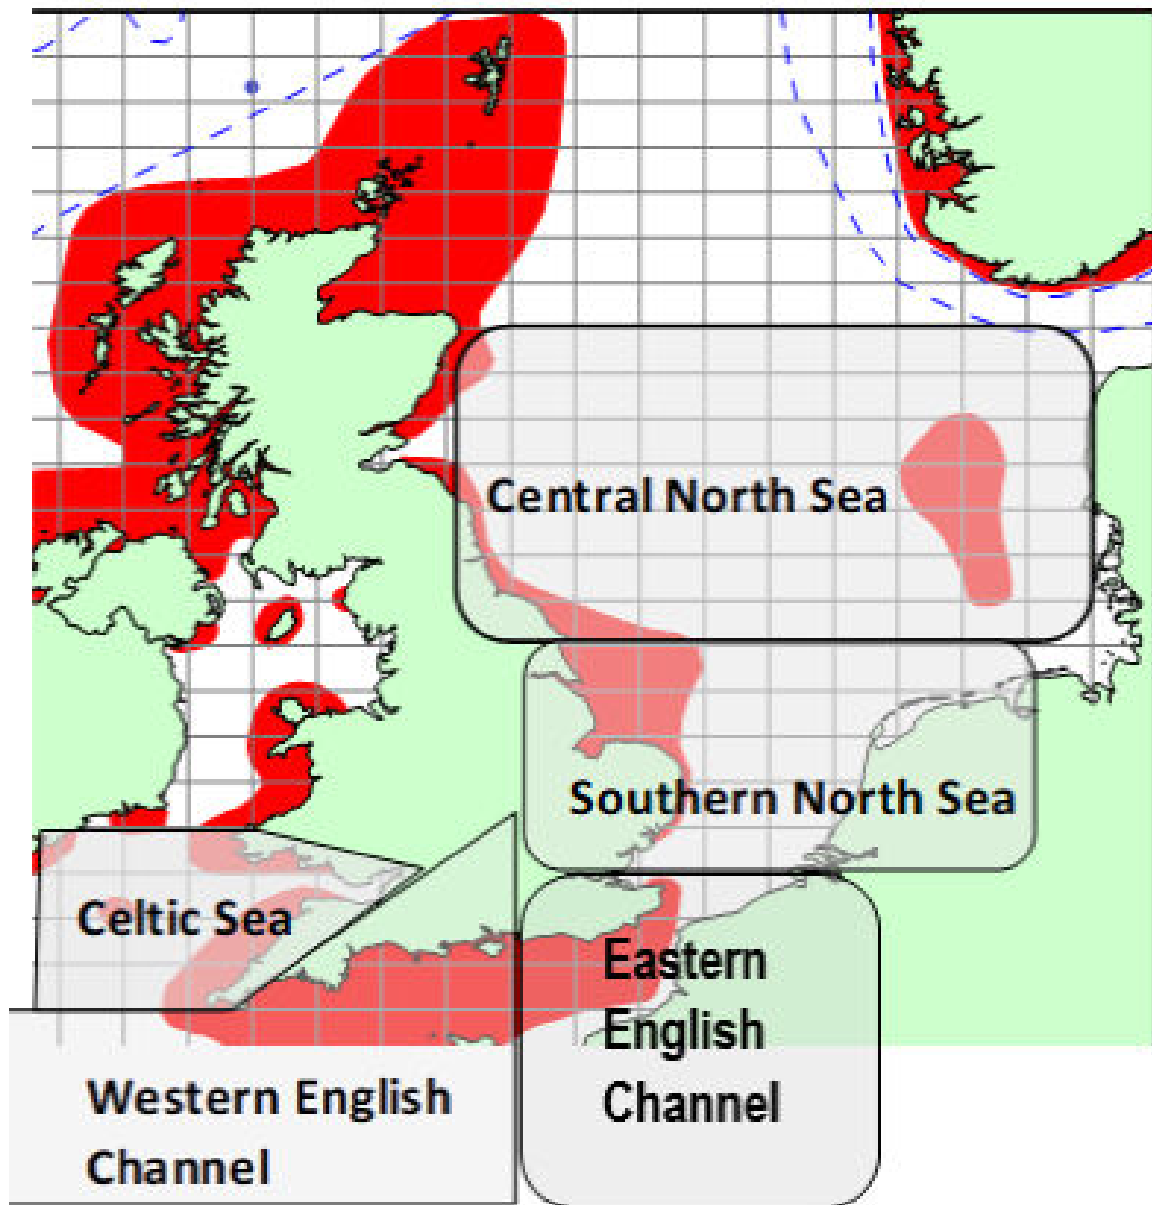 Central North Sea
Southern North Sea
Celtic Sea
Eastern
English
Channel
Western English
Channel